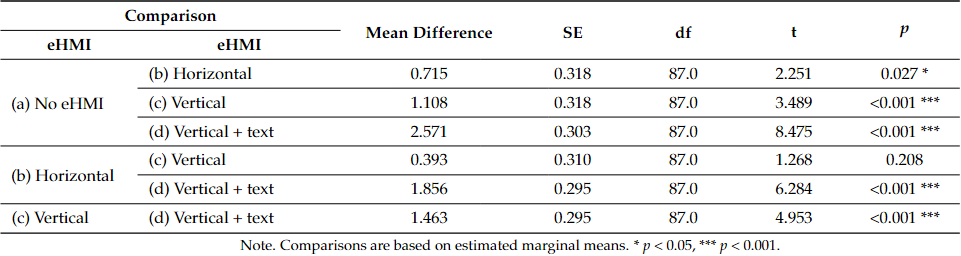 Comparison Mean Difference SE df t p
eHMI eHMI
(a) No eHMI (b) Horizontal 0.715 0.318 87.0 2.251 0.027 *
(c) Vertical 1.108 0.318 87.0 3.489 <0.001 ***
(d) Vertical + text 2.571 0.303 87.0 8.475 <0.001 ***
(b) Horizontal (c) Vertical 0.393 0.310 87.0 1.268 0.208
(d) Vertical + text 1.856 0.295 87.0 6.284 <0.001 ***
(c) Vertical (d) Vertical + text 1.463 0.295 87.0 4.953 <0.001 ***
Note. Comparisons are based on estimated marginal means. * p < 0.05, *** p < 0.001.